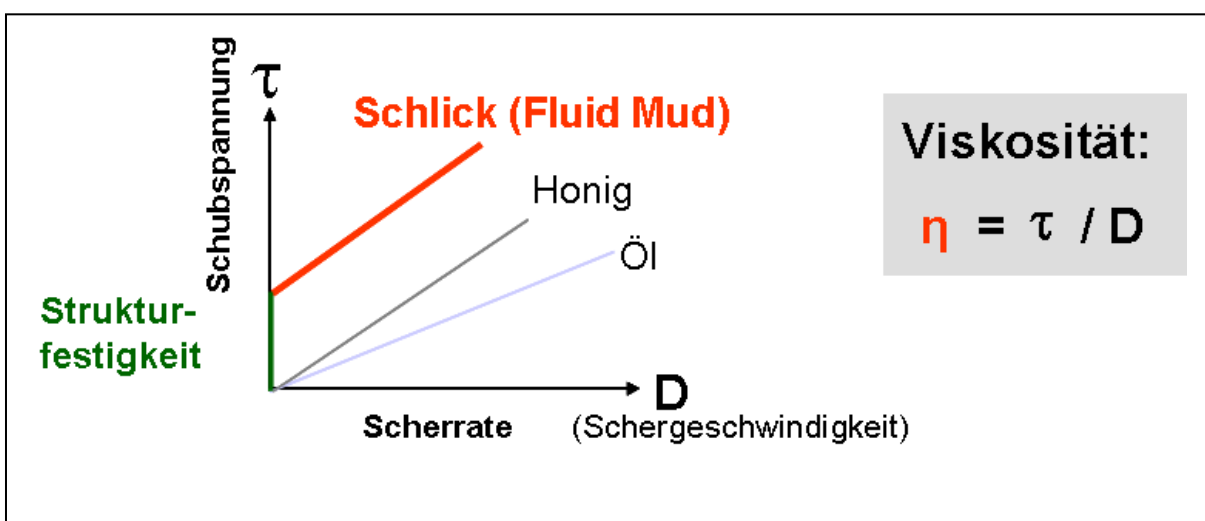 Schubspannung
τ
Schlick (Fluid Mud)
Honig
Öl
Struktur-
festigkeit
D
Scherrate (Schergeschwindigkeit)
Viskosität:
η = τ / D